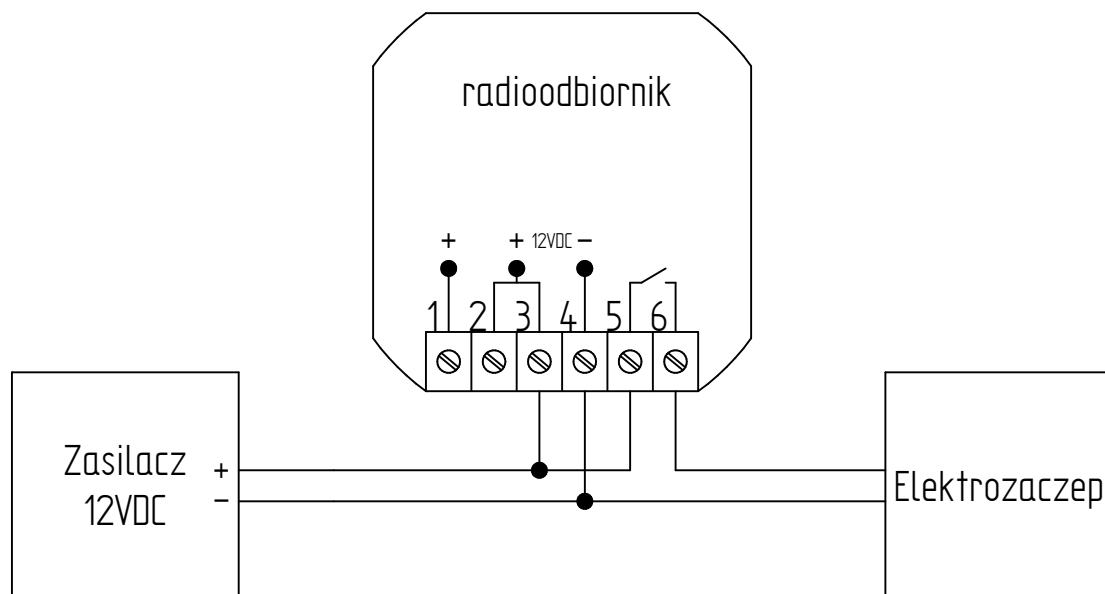 radioodbiornik
+ + 12VDC −
1 2 3 4 5 6
Zasilacz +
12VDC −
Elektrozaczep